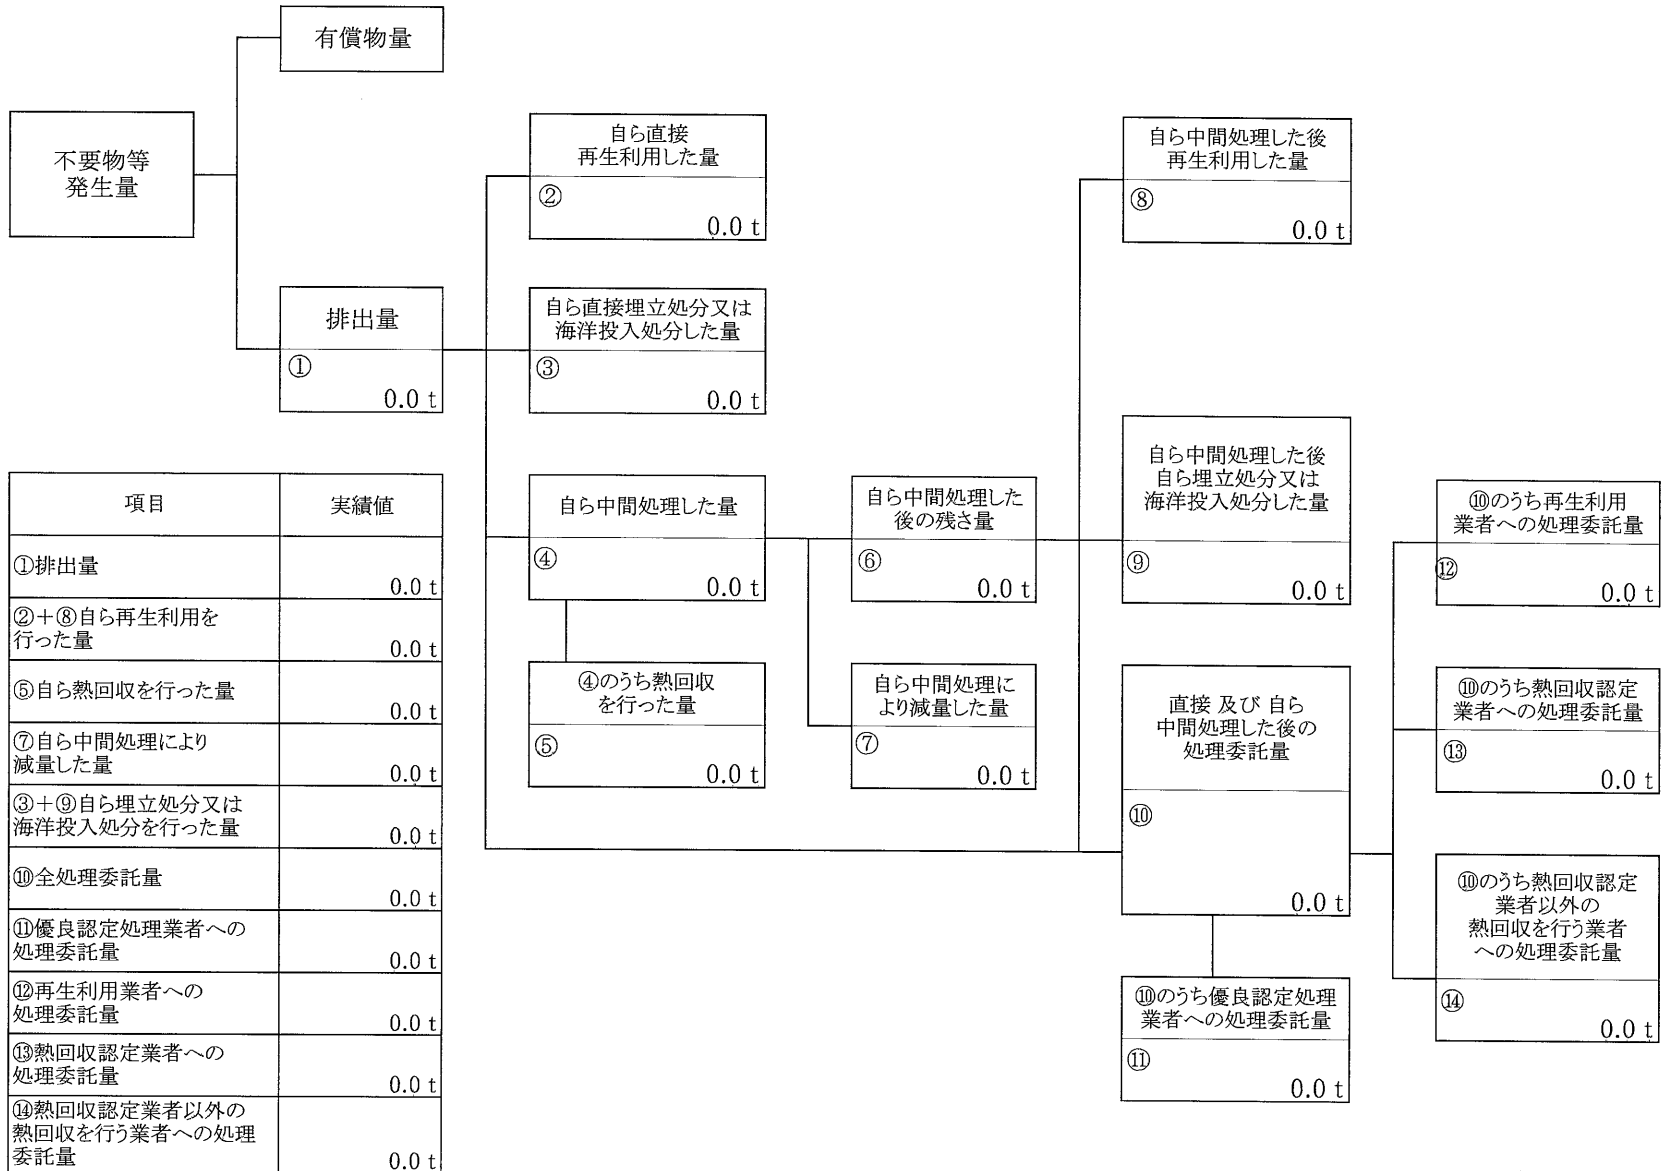 有償物量
不要物等
発生量
排出量
①
0.0 t
自ら直接
再生利用した量
②
0.0 t
自ら直接埋立処分又は
海洋投入処分した量
③
0.0 t
自ら中間処理した量
④
0.0 t
④のうち熱回収
を行った量
⑤
0.0 t
自ら中間処理した
後の残さ量
⑥
0.0 t
自ら中間処理に
より減量した量
⑦
0.0 t
自ら中間処理した後
再生利用した量
⑧
0.0 t
自ら中間処理した後
自ら埋立処分又は
海洋投入処分した量
⑨
0.0 t
直接 及び 自ら
中間処理した後の
処理委託量
⑩
0.0 t
⑩のうち優良認定処理
業者への処理委託量
⑪
0.0 t
⑩のうち再生利用
業者への処理委託量
⑫
0.0 t
⑩のうち熱回収認定
業者への処理委託量
⑬
0.0 t
⑩のうち熱回収認定
業者以外の
熱回収を行う業者
への処理委託量
⑭
0.0 t
項目 実績値
①排出量
0.0 t
②+⑧自ら再生利用を
行った量
0.0 t
⑤自ら熱回収を行った量
0.0 t
⑦自ら中間処理により
減量した量
0.0 t
③+⑨自ら埋立処分又は
海洋投入処分を行った量
0.0 t
⑩全処理委託量
0.0 t
⑪優良認定処理業者への
処理委託量
0.0 t
⑫再生利用業者への
処理委託量
0.0 t
⑬熱回収認定業者への
処理委託量
0.0 t
⑭熱回収認定業者以外の
熱回収を行う業者への処理
委託量
0.0 t